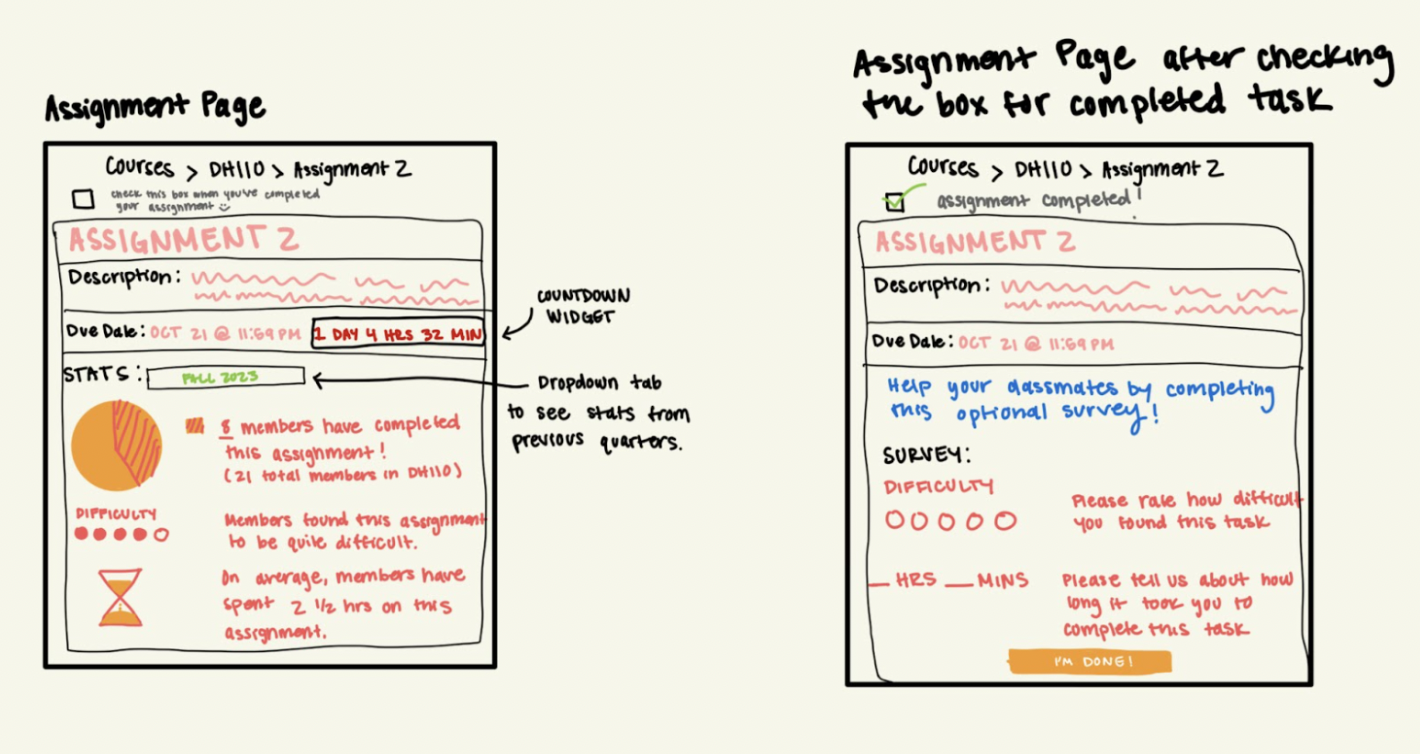 Assignment Page
Courses > DH110 > Assignment 2
check this box when you've completed
your assignment
ASSIGNMENT 2
Description:
Due Date: OCT 21 @ 11:59 PM
1 DAY 4 HRS 32 MIN
STATS:
FALL 2023
8 members have completed
this assignment!
(21 total members in DH110)
DIFFICULTY
Members found this assignment
to be quite difficult.
On average, members have
spent 2 1/2 hrs on this
assignment.
COUNTDOWN
WIDGET
Dropdown tab
to see stats from
previous quarters.
Assignment Page after checking
the box for completed task
Courses > DH110 > Assignment 2
assignment completed!
ASSIGNMENT 2
Description:
Due Date: OCT 21 @ 11:59 PM
Help your classmates by completing
this optional survey!
SURVEY:
DIFFICULTY
Please rate how difficult
you found this task
__ HRS __ MINS
Please tell us about how
long it took you to
complete this task
I'M DONE!